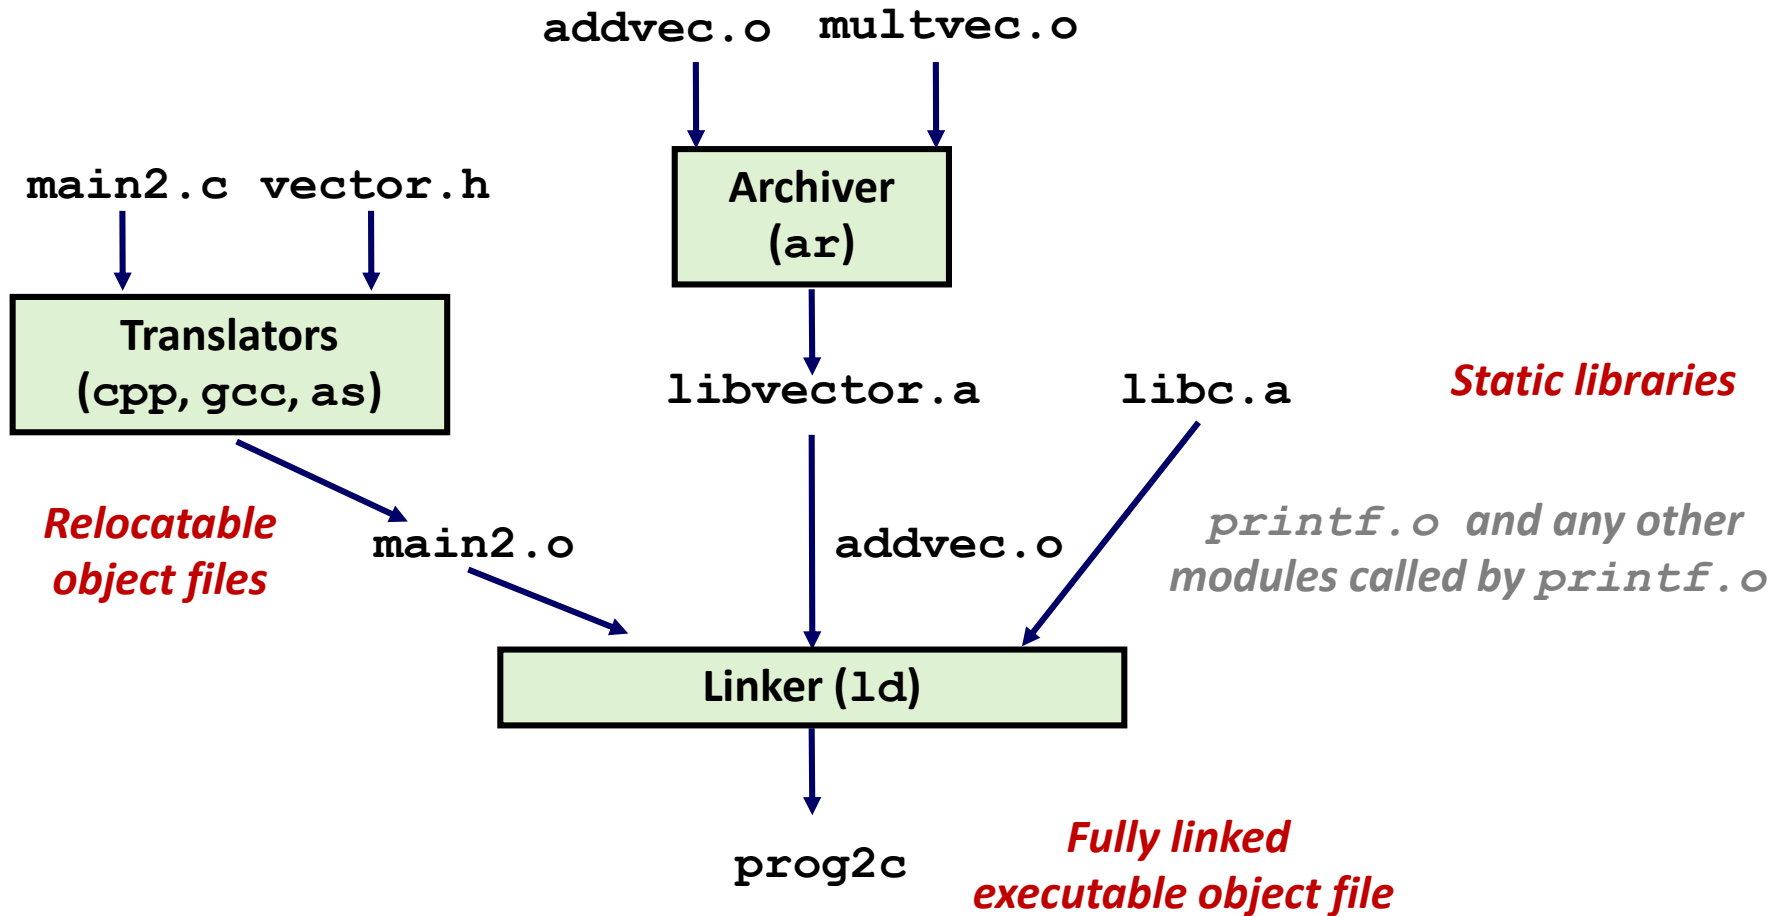 addvec.o multvec.o
main2.c vector.h
Archiver
(ar)
Translators
(cpp, gcc, as)
libvector.a
libc.a
Static libraries
Relocatable
object files
main2.o
addvec.o
printf.o and any other
modules called by printf.o
Linker (ld)
prog2c
Fully linked
executable object file